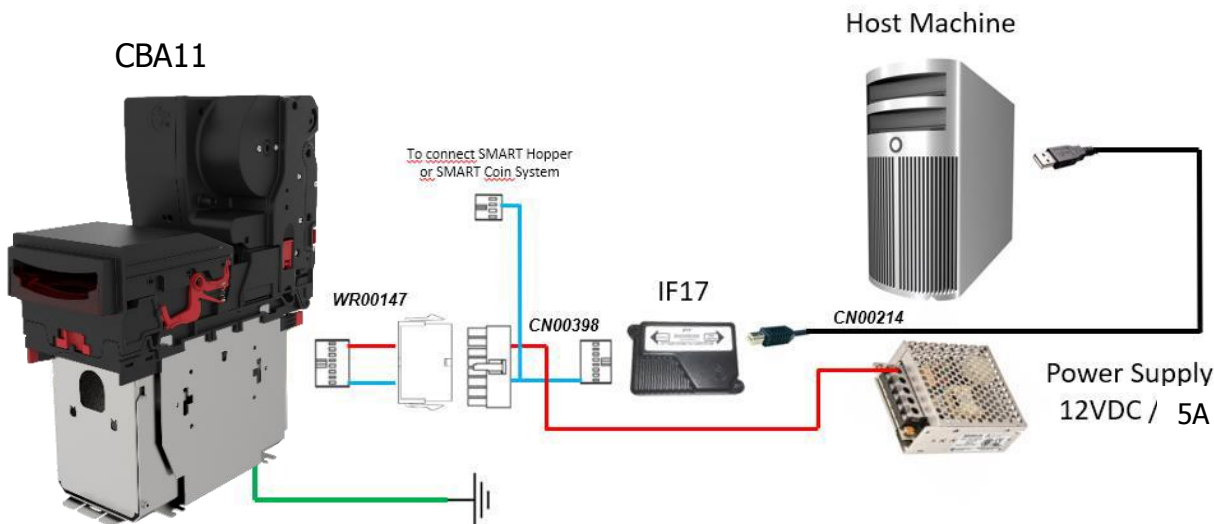 Host Machine
CBA11
To connect SMART Hopper
or SMART Coin System
WR00147
CN00398
IF17
CN00214
Power Supply
12VDC / 5A